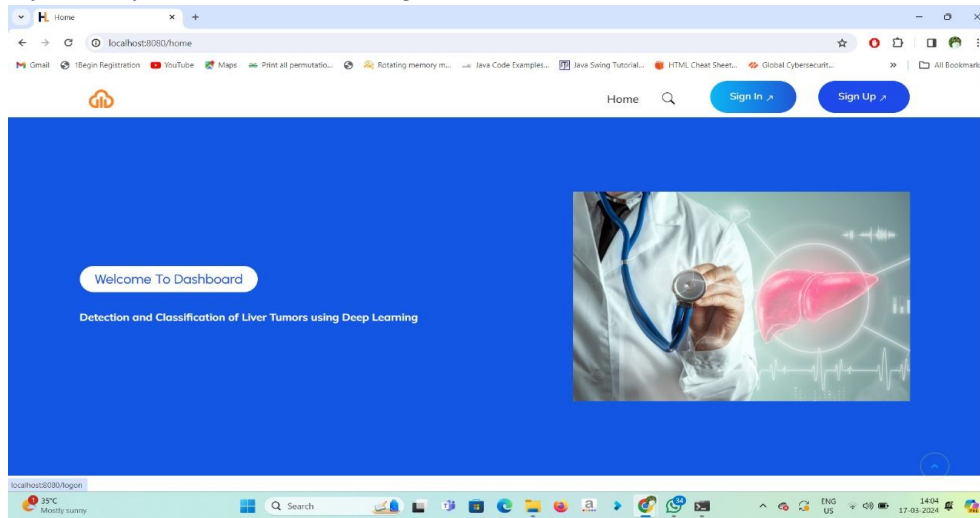 Home
localhost:8080/home
Gmail 1Begin Registration YouTube Maps Print all permutatio... Rotating memory m... Java Code Examples... Java Swing Tutorial... HTML Cheat Sheet... Global Cybersecurit... » All Bookmark
Home Sign In Sign Up
Welcome To Dashboard
Detection and Classification of Liver Tumors using Deep Learning
localhost:8080/logon
35°C
Mostly sunny
Search
ENG
US
14:04
17-03-2024